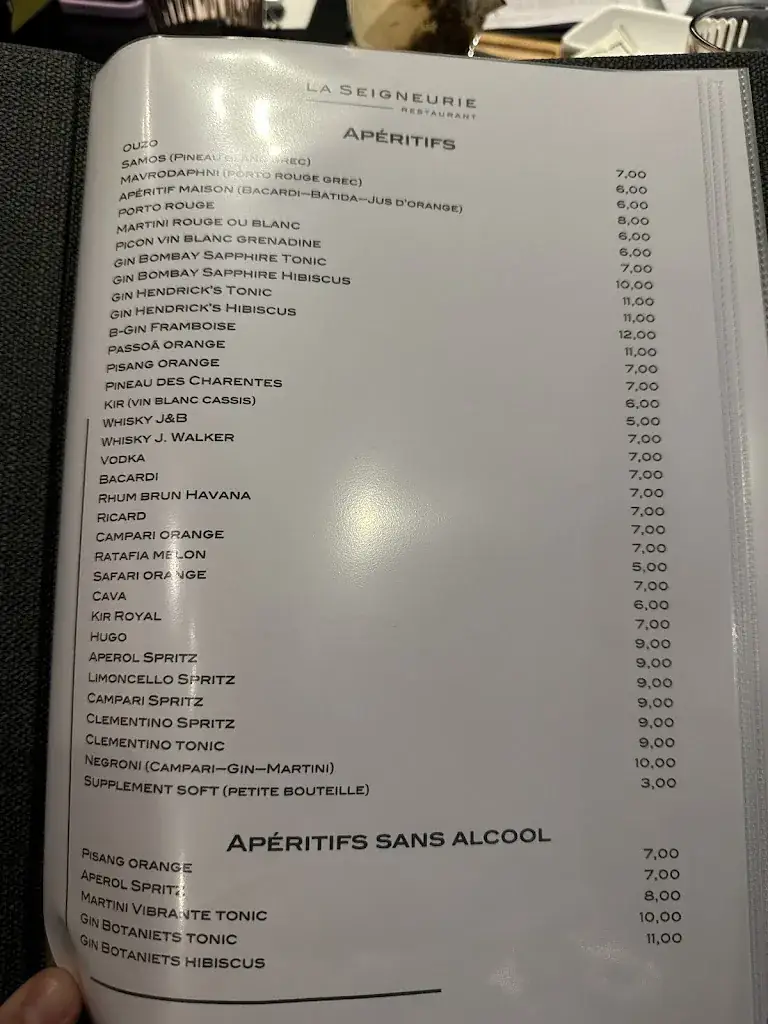 LA SEIGNEURIE
RESTAURANT
APÉRITIFS
OUZO 7,00
SAMOS (PINEAU BLANC GREC) 6,00
MAVRODAPHNI (PORTO ROUGE GREC) 6,00
APÉRITIF MAISON (BACARDI–BATIDA–JUS D'ORANGE) 8,00
PORTO ROUGE 6,00
MARTINI ROUGE OU BLANC 6,00
PICON VIN BLANC GRENADINE 7,00
GIN BOMBAY SAPPHIRE TONIC 10,00
GIN BOMBAY SAPPHIRE HIBISCUS 11,00
GIN HENDRICK'S TONIC 11,00
GIN HENDRICK'S HIBISCUS 12,00
B-GIN FRAMBOISE 11,00
PASSOÃ ORANGE 7,00
PISANG ORANGE 7,00
PINEAU DES CHARENTES 6,00
KIR (VIN BLANC CASSIS) 5,00
WHISKY J&B 7,00
WHISKY J. WALKER 7,00
VODKA 7,00
BACARDI 7,00
RHUM BRUN HAVANA 7,00
RICARD 7,00
CAMPARI ORANGE 7,00
RATAFIA MELON 5,00
SAFARI ORANGE 7,00
CAVA 6,00
KIR ROYAL 7,00
HUGO 9,00
APEROL SPRITZ 9,00
LIMONCELLO SPRITZ 9,00
CAMPARI SPRITZ 9,00
CLEMENTINO SPRITZ 9,00
CLEMENTINO TONIC 9,00
NEGRONI (CAMPARI–GIN–MARTINI) 10,00
SUPPLEMENT SOFT (PETITE BOUTEILLE) 3,00
APÉRITIFS SANS ALCOOL
PISANG ORANGE 7,00
APEROL SPRITZ 7,00
MARTINI VIBRANTE TONIC 8,00
GIN BOTANIETS TONIC 10,00
GIN BOTANIETS HIBISCUS 11,00